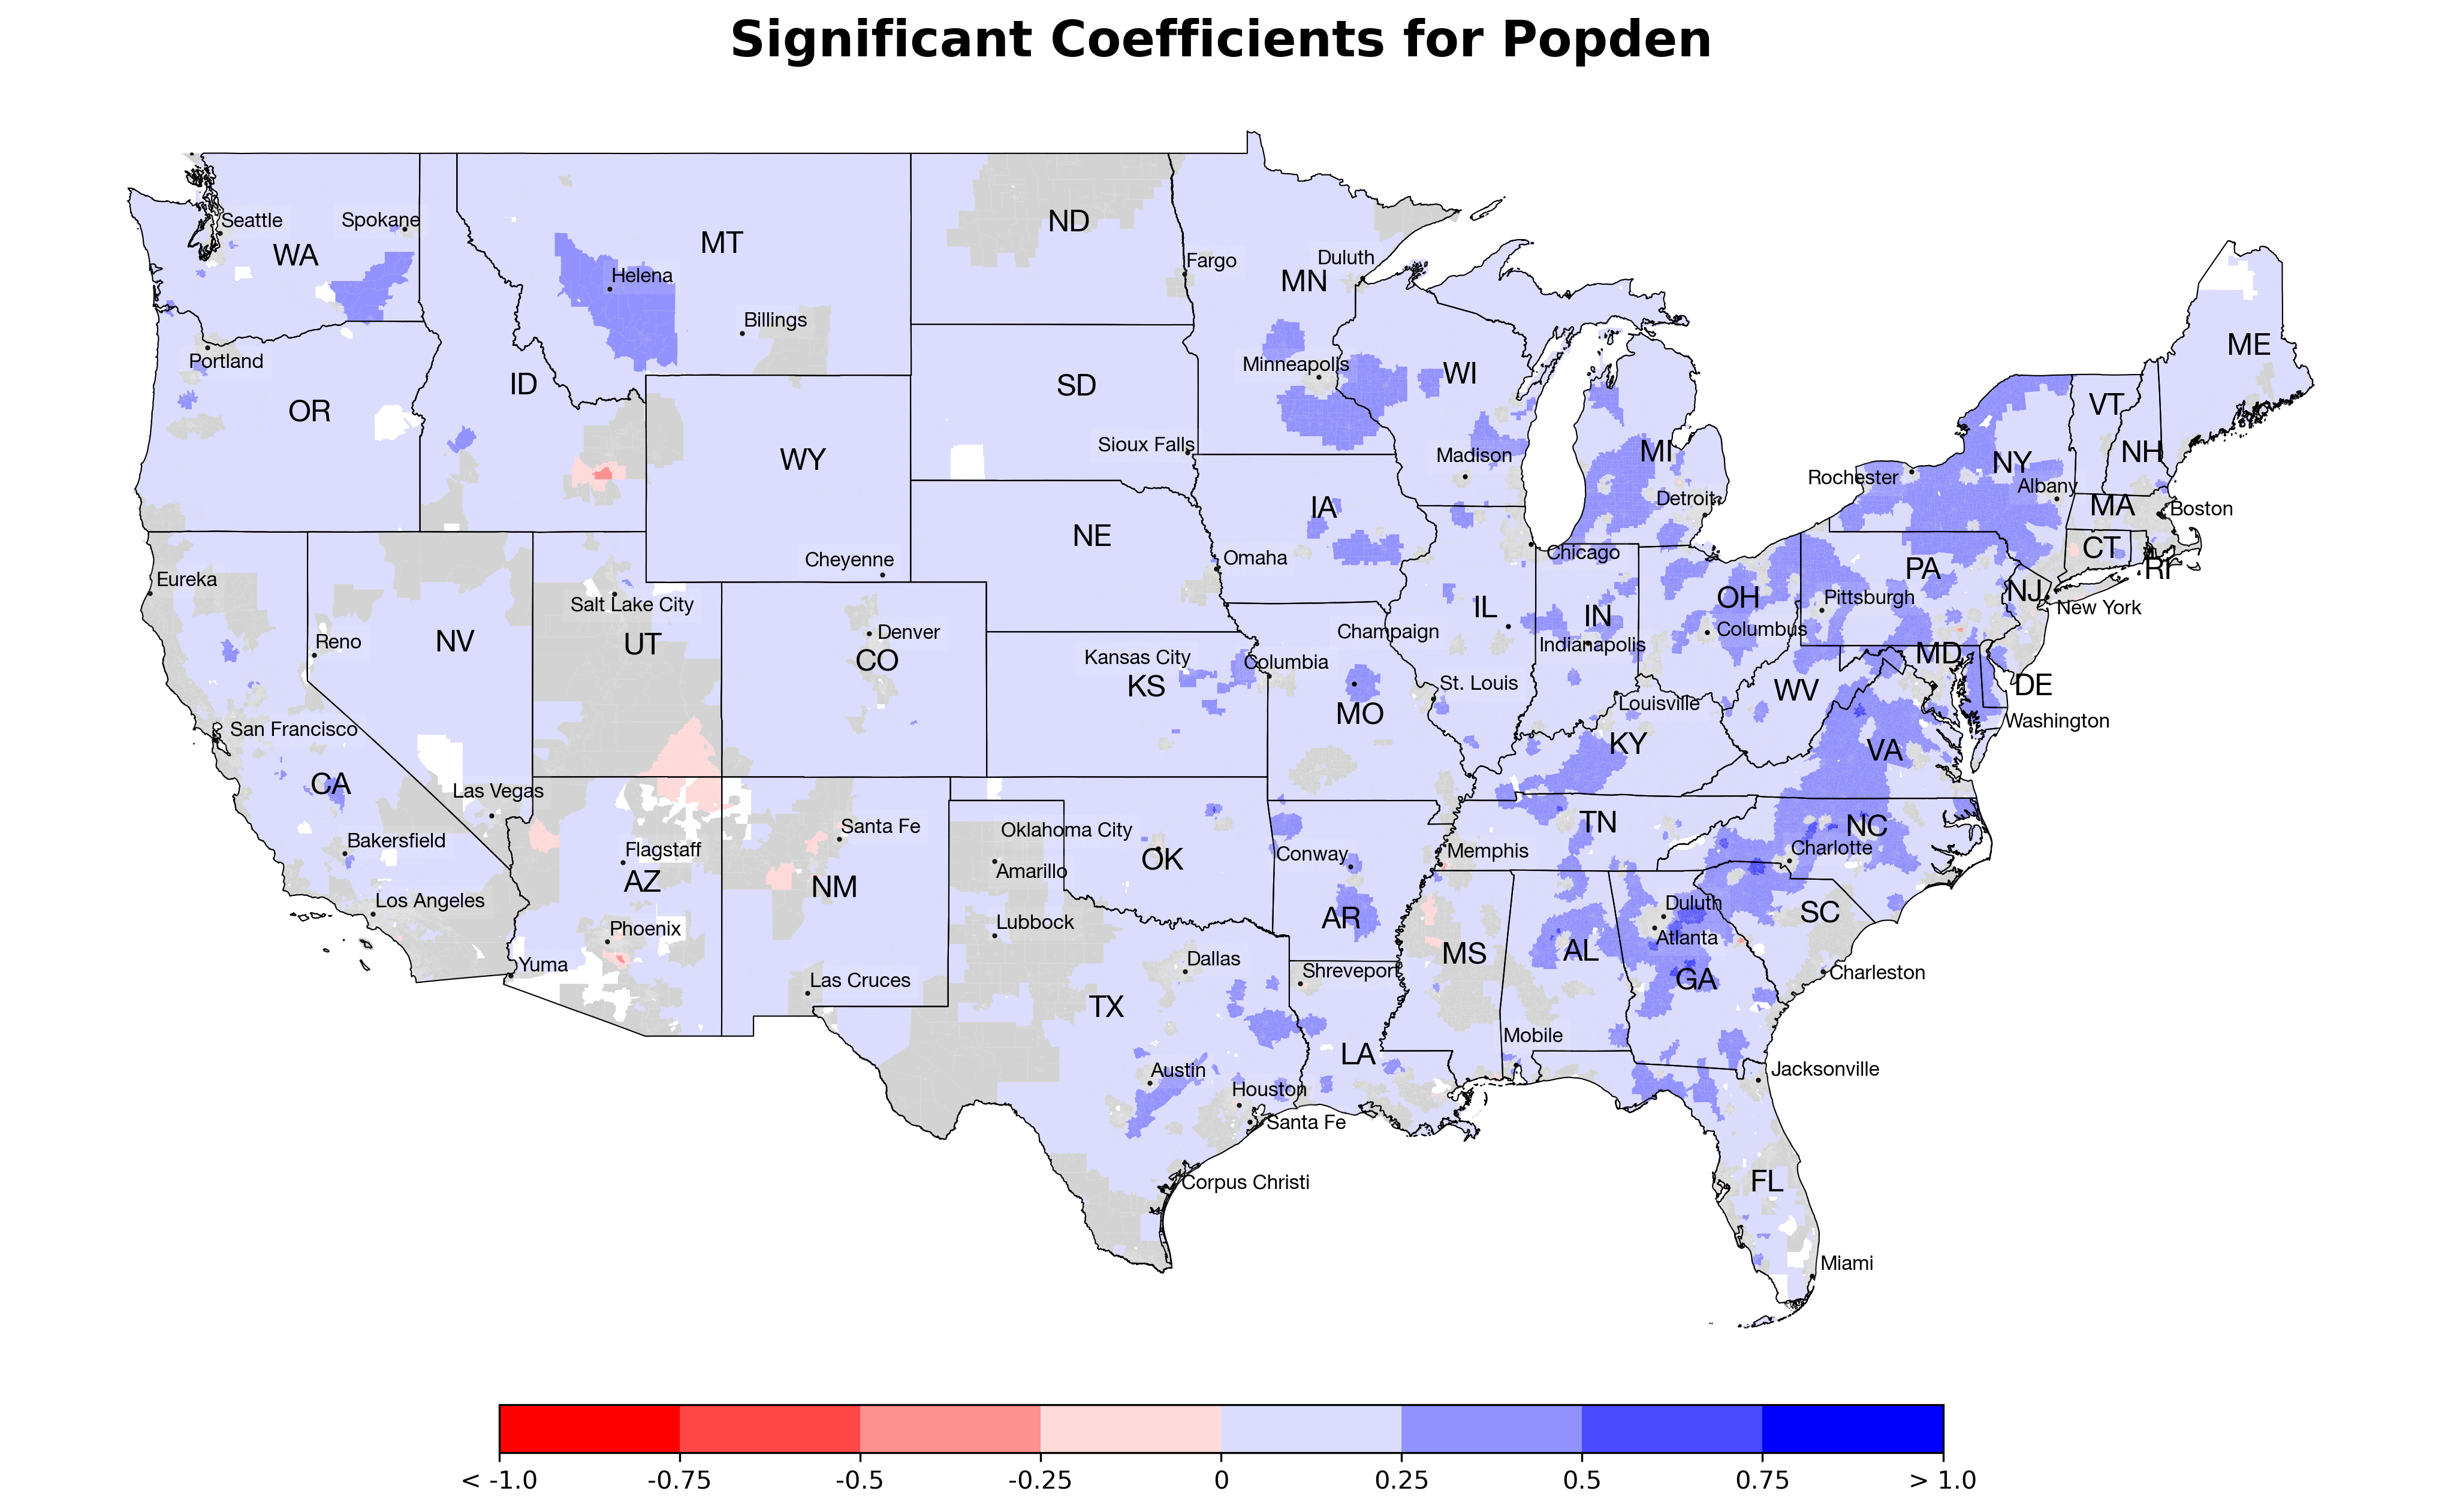 Significant Coefficients for Popden
Seattle
Spokane
WA
MT
ND
Helena
Fargo
Duluth
MN
Billings
Portland
ID
SD
Minneapolis
WI
ME
OR
VT
WY
Sioux Falls
Madison
MI
NY
NH
Rochester
Albany
Detroit
MA
Boston
IA
NE
Cheyenne
Omaha
Chicago
CT
RI
PA
Eureka
Salt Lake City
NJ
New York
OH
Pittsburgh
IL
IN
Reno
NV
UT
Denver
CO
Champaign
Columbus
Indianapolis
Kansas City
KS
Columbia
MD
St. Louis
WV
DE
San Francisco
MO
Louisville
Washington
KY
VA
CA
Las Vegas
Santa Fe
Oklahoma City
TN
NC
Bakersfield
Flagstaff
AZ
NM
Amarillo
OK
Conway
Memphis
Charlotte
Los Angeles
Phoenix
Lubbock
AR
Duluth
SC
Atlanta
Yuma
Las Cruces
Dallas
Shreveport
MS
AL
GA
Charleston
TX
LA
Mobile
Austin
Houston
Jacksonville
Santa Fe
Corpus Christi
FL
Miami
< -1.0 -0.75 -0.5 -0.25 0 0.25 0.5 0.75 > 1.0